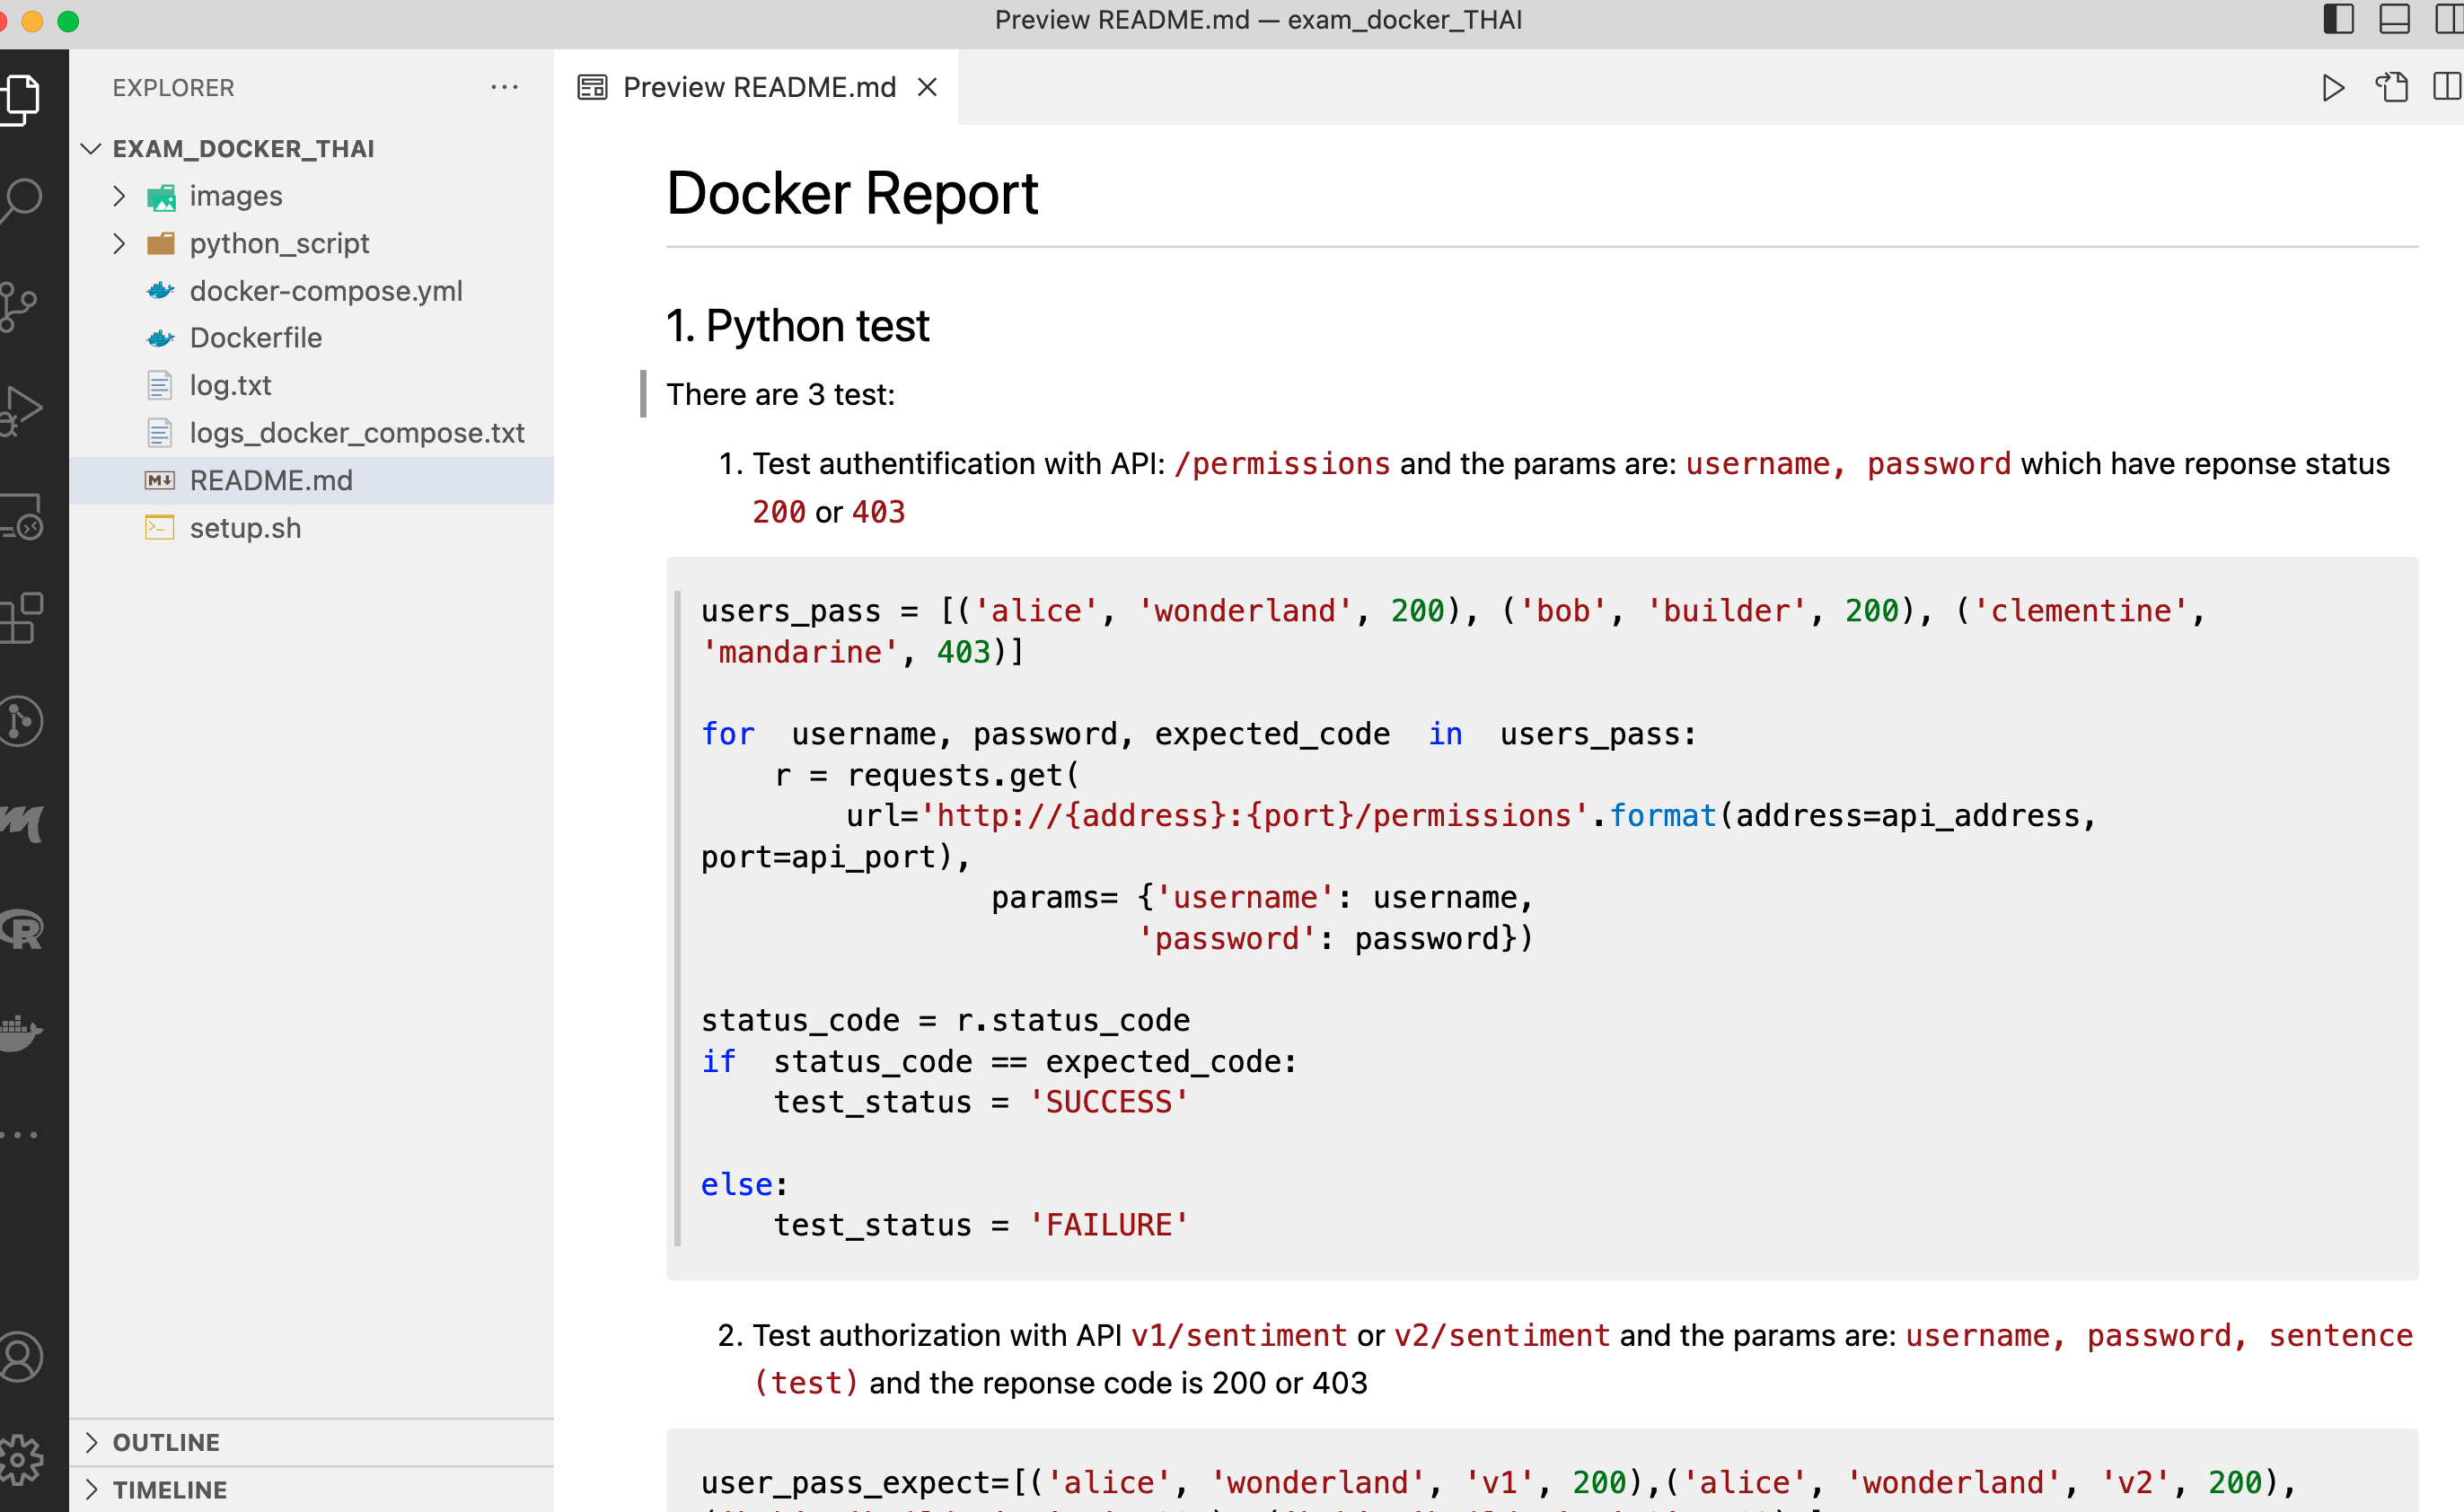 Preview README.md — exam_docker_THAI
EXPLORER
Preview README.md
EXAM_DOCKER_THAI
images
python_script
docker-compose.yml
Dockerfile
log.txt
logs_docker_compose.txt
README.md
setup.sh
OUTLINE
TIMELINE
Docker Report
1. Python test
There are 3 test:
1. Test authentification with API: /permissions and the params are: username, password which have reponse status
200 or 403
users_pass = [('alice', 'wonderland', 200), ('bob', 'builder', 200), ('clementine',
'mandarine', 403)]
for username, password, expected_code in users_pass:
r = requests.get(
url='http://{address}:{port}/permissions'.format(address=api_address,
port=api_port),
params= {'username': username,
'password': password})
status_code = r.status_code
if status_code == expected_code:
test_status = 'SUCCESS'
else:
test_status = 'FAILURE'
2. Test authorization with API v1/sentiment or v2/sentiment and the params are: username, password, sentence
(test) and the reponse code is 200 or 403
user_pass_expect=[('alice', 'wonderland', 'v1', 200),('alice', 'wonderland', 'v2', 200),